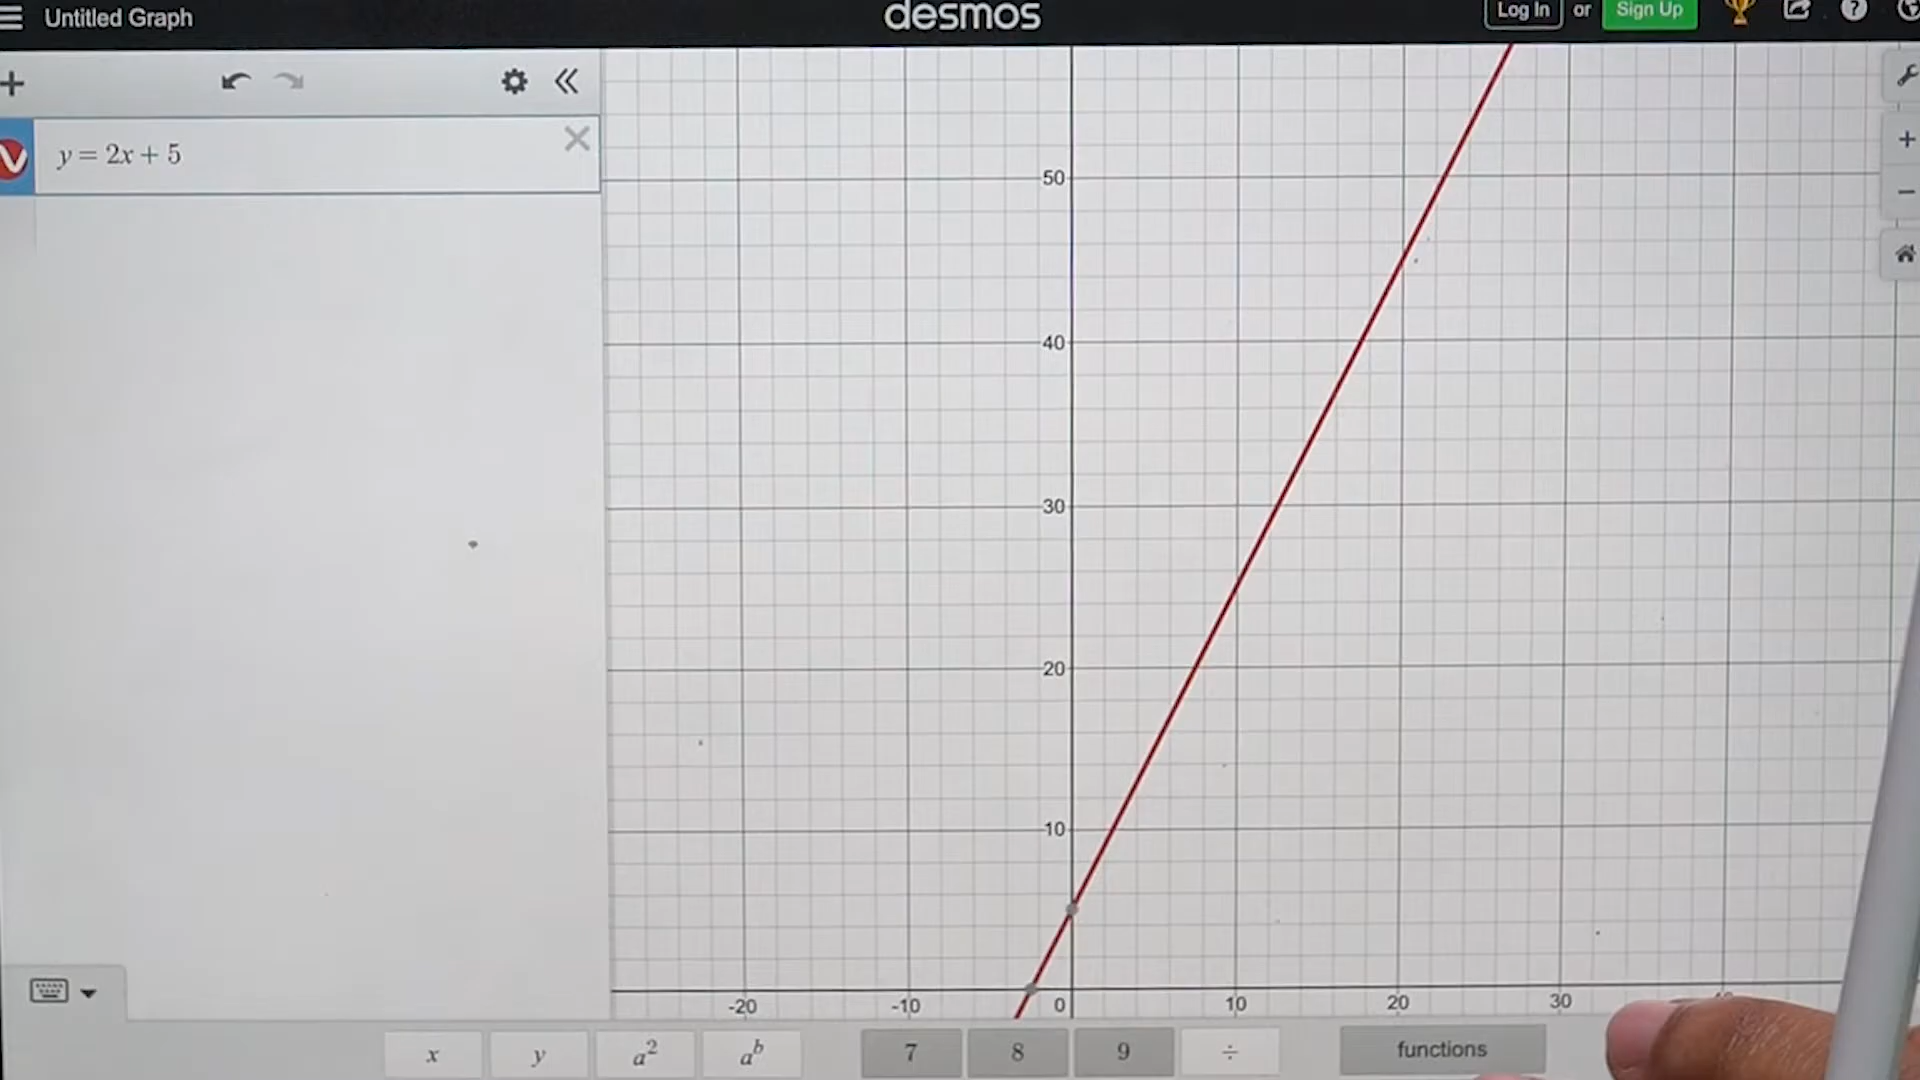 Untitled Graph
desmos
Log In or Sign Up
?
y = 2x + 5
50
40
30
20
10
-20 -10 0 10 20 30
x y a² aᵇ 7 8 9 ÷ functions